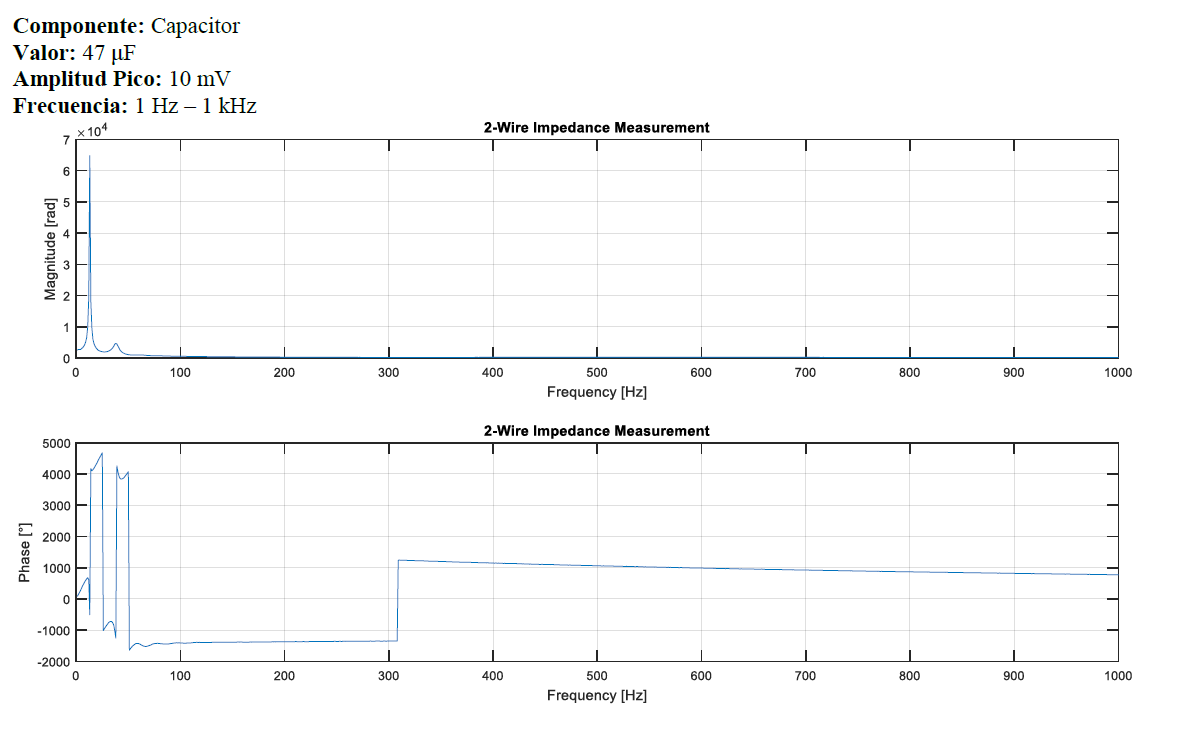 Componente: Capacitor
Valor: 47 µF
Amplitud Pico: 10 mV
Frecuencia: 1 Hz – 1 kHz
2-Wire Impedance Measurement
×10⁴
7
6
5
4
3
2
1
0
Magnitude [rad]
0 100 200 300 400 500 600 700 800 900 1000
Frequency [Hz]
2-Wire Impedance Measurement
5000
4000
3000
2000
1000
0
-1000
-2000
Phase [°]
0 100 200 300 400 500 600 700 800 900 1000
Frequency [Hz]